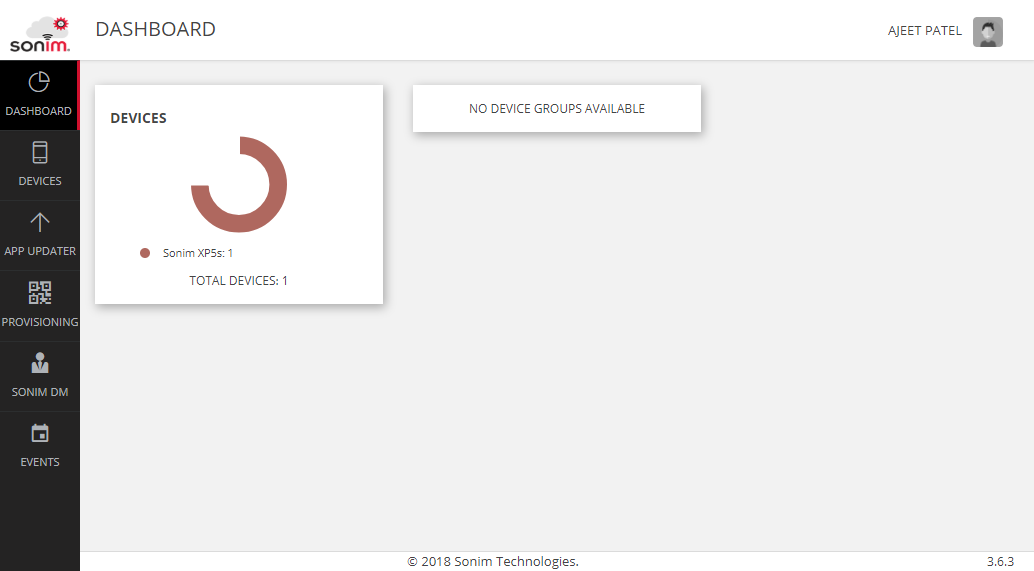 sonim.
DASHBOARD
AJEET PATEL
DASHBOARD
DEVICES
APP UPDATER
PROVISIONING
SONIM DM
EVENTS
DEVICES
Sonim XP5s: 1
TOTAL DEVICES: 1
NO DEVICE GROUPS AVAILABLE
© 2018 Sonim Technologies.
3.6.3